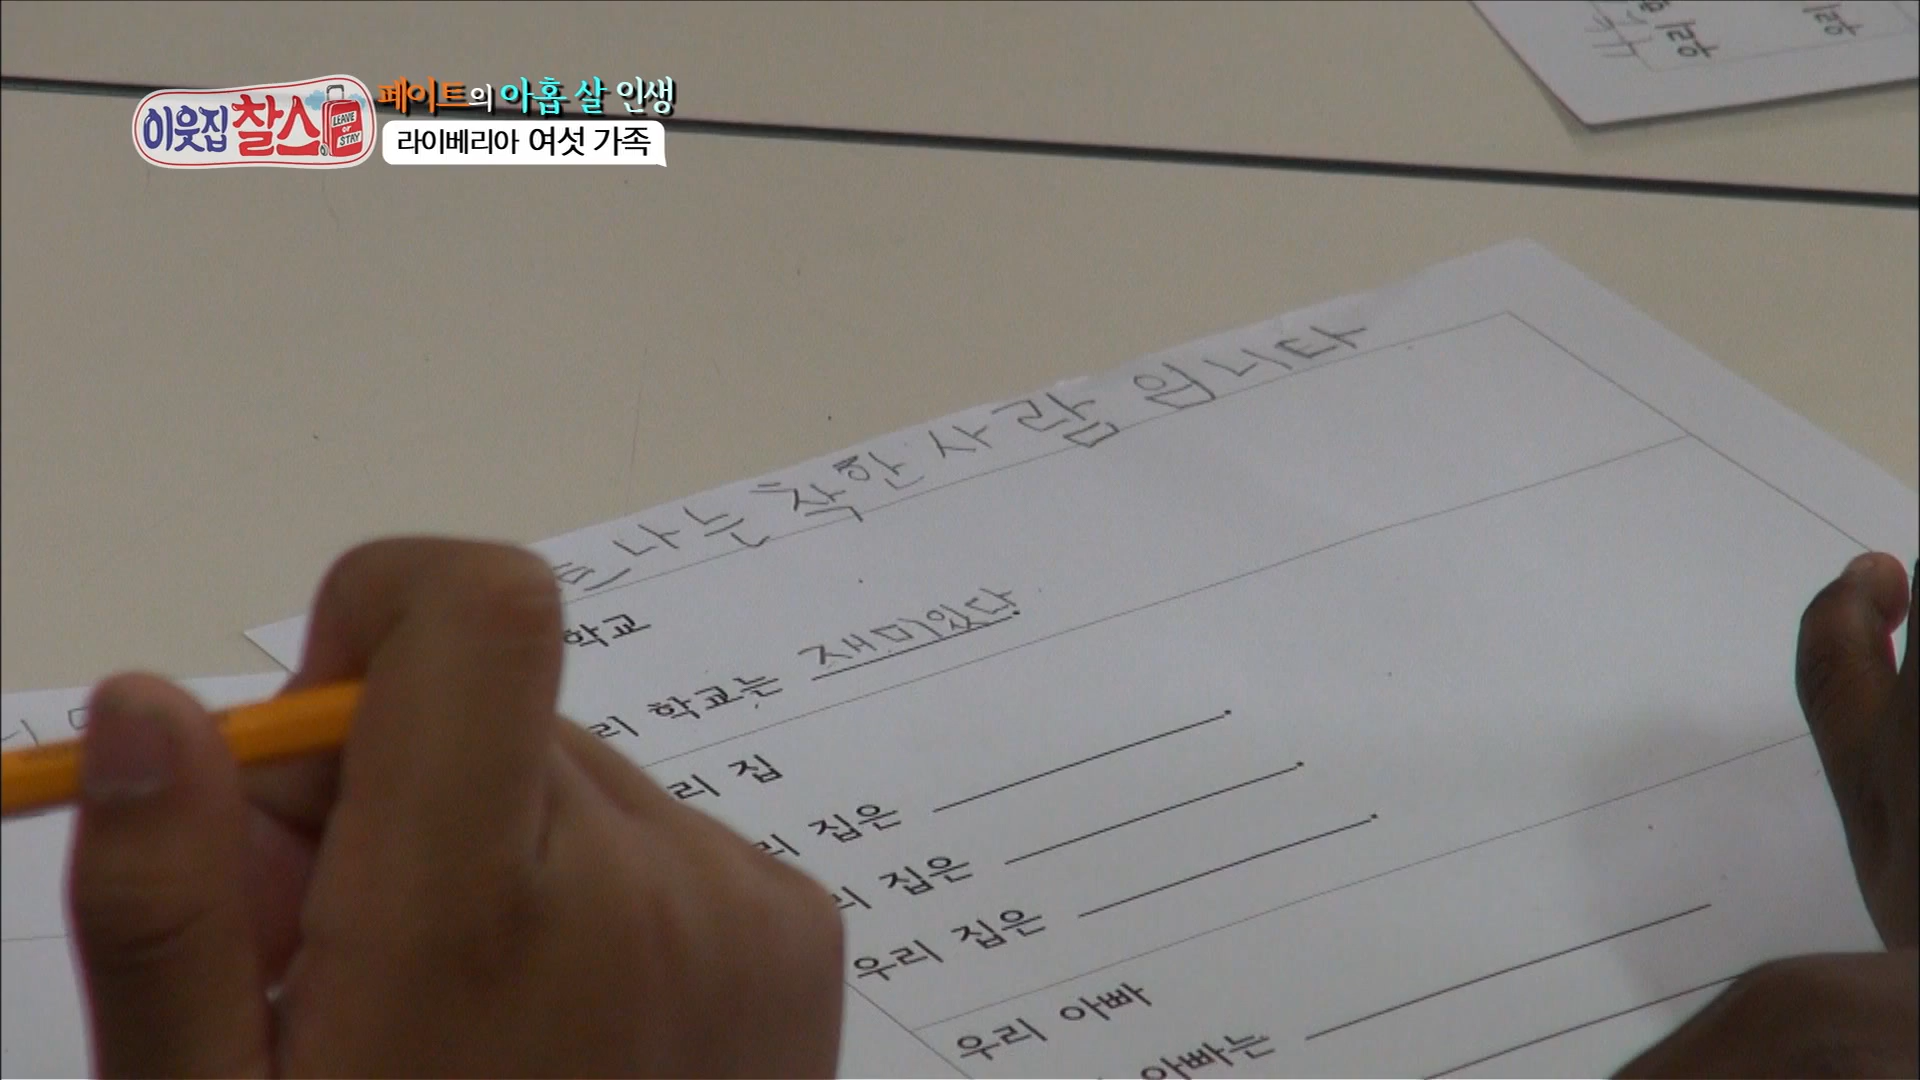 이웃집 찰스
LEAVE or STAY
페이트의 아홉 살 인생
라이베리아 여섯 가족
이랑
트 나는 착한 사람 입니다
학교
리 학교는 재미있다.
리 집
리 집은 .
리 집은 .
우리 집은 .
우리 아빠
아빠는